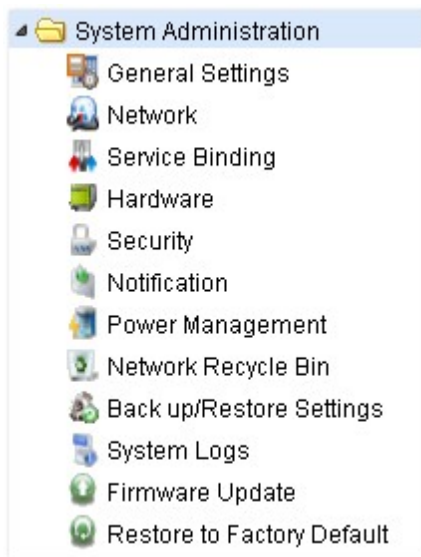 System Administration
General Settings
Network
Service Binding
Hardware
Security
Notification
Power Management
Network Recycle Bin
Back up/Restore Settings
System Logs
Firmware Update
Restore to Factory Default